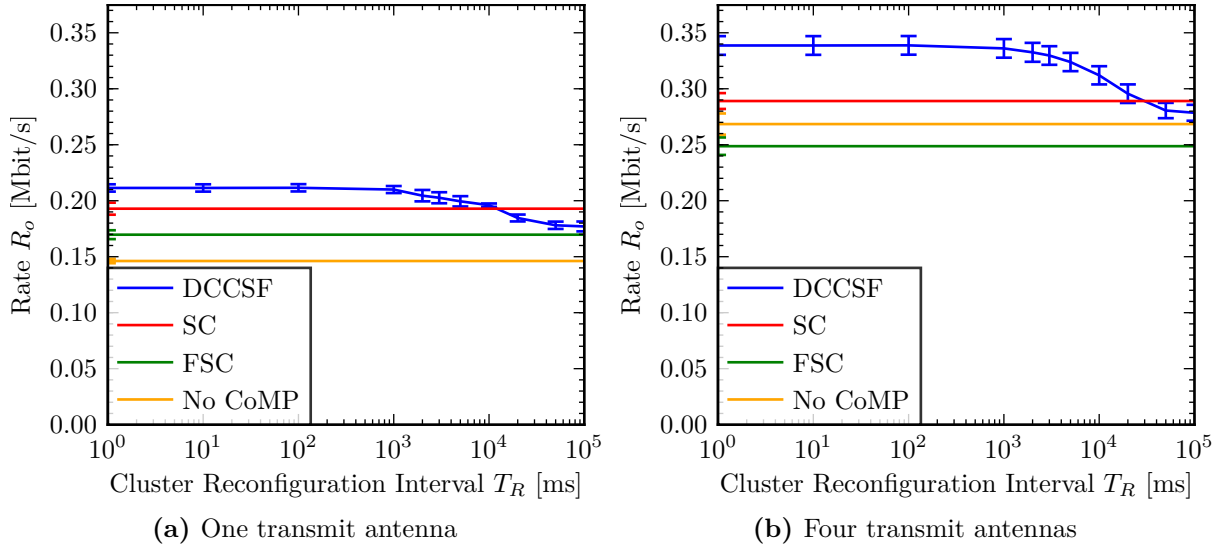 0.35
0.30
0.25
0.20
0.15
0.10
0.05
0.00
Rate R_o [Mbit/s]
DCCSF
SC
FSC
No CoMP
10^0 10^1 10^2 10^3 10^4 10^5
Cluster Reconfiguration Interval T_R [ms]
(a) One transmit antenna
0.35
0.30
0.25
0.20
0.15
0.10
0.05
0.00
Rate R_o [Mbit/s]
DCCSF
SC
FSC
No CoMP
10^0 10^1 10^2 10^3 10^4 10^5
Cluster Reconfiguration Interval T_R [ms]
(b) Four transmit antennas